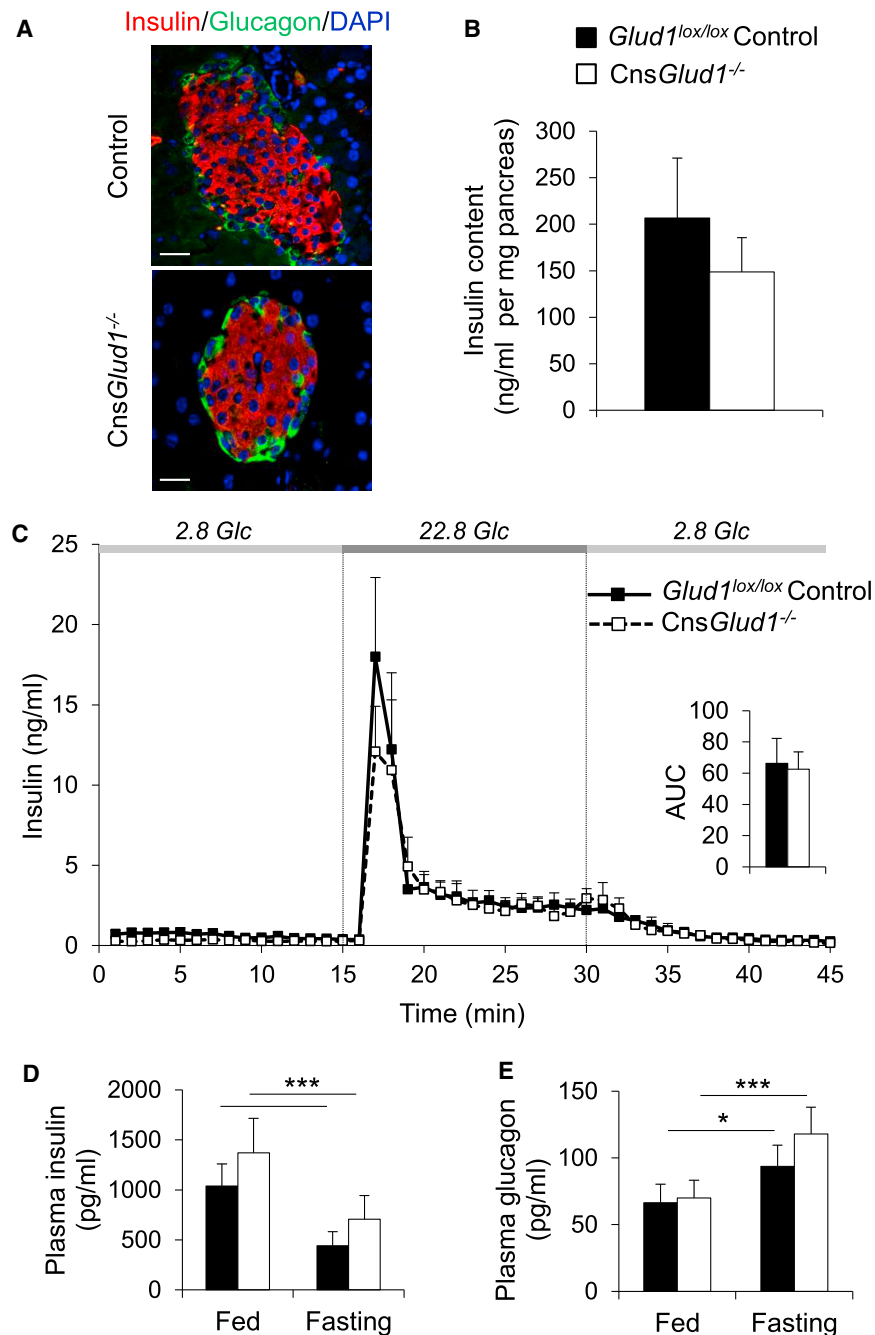 A
Insulin/Glucagon/DAPI
Control
CnsGlud1-/-
B
Glud1lox/lox Control
CnsGlud1-/-
Insulin content
(ng/ml per mg pancreas)
300
250
200
150
100
50
0
C
2.8 Glc
22.8 Glc
2.8 Glc
Glud1lox/lox Control
CnsGlud1-/-
Insulin (ng/ml)
25
20
15
10
5
0
0 5 10 15 20 25 30 35 40 45
Time (min)
AUC
100
80
60
40
20
0
D
Plasma insulin
(pg/ml)
2000
1500
1000
500
0
***
Fed Fasting
E
Plasma glucagon
(pg/ml)
150
100
50
0
***
*
Fed Fasting